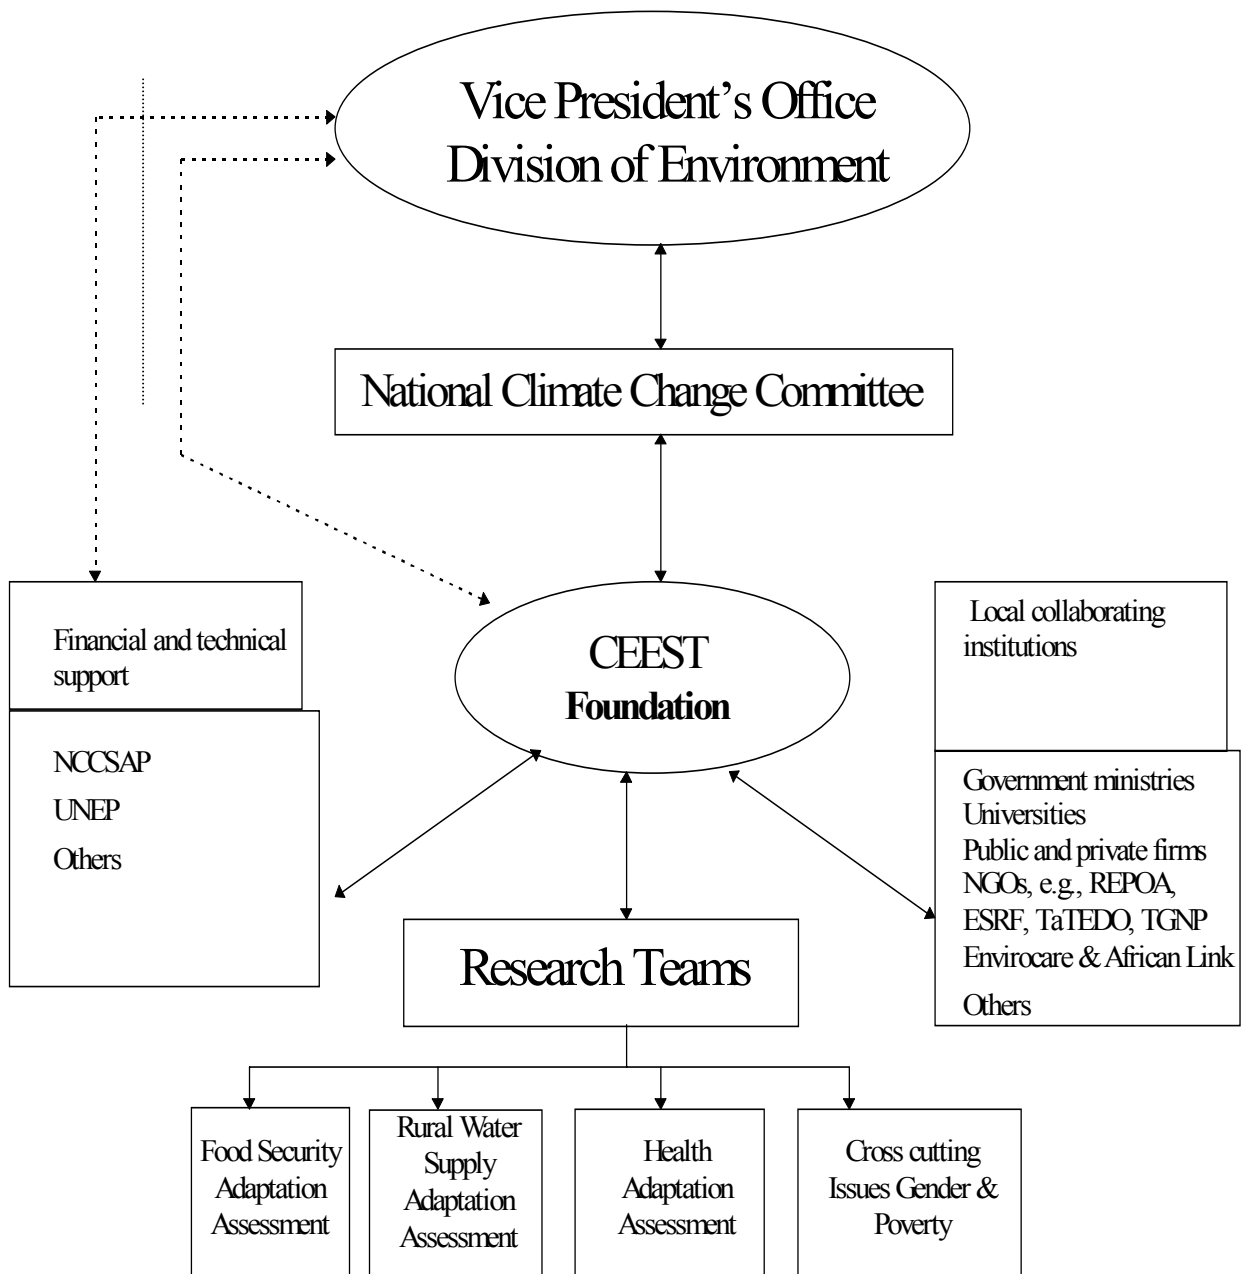 Vice President’s Office
Division of Environment
National Climate Change Committee
Financial and technical
support
NCCSAP
UNEP
Others
CEEST
Foundation
Local collaborating
institutions
Government ministries
Universities
Public and private firms
NGOs, e.g., REPOA,
ESRF, TaTEDO, TGNP
Envirocare & African Link
Others
Research Teams
Food Security
Adaptation
Assessment
Rural Water
Supply
Adaptation
Assessment
Health
Adaptation
Assessment
Cross cutting
Issues Gender &
Poverty